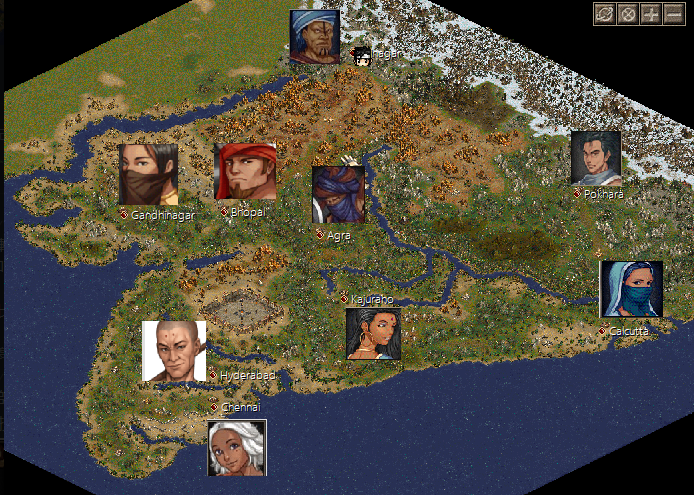 Gandhinagar
Bhopal
Pokhara
Agra
Kajuraho
Calcutta
Hyderabad
Chennai